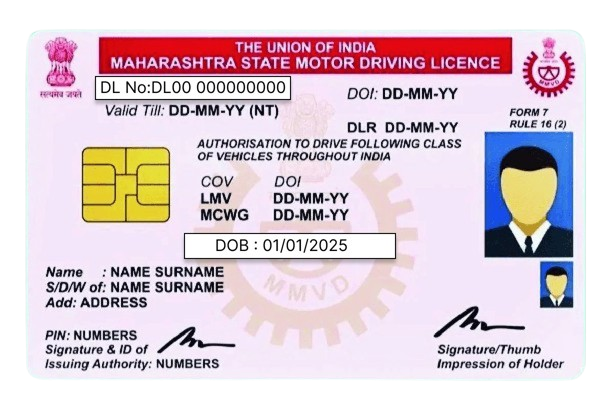 THE UNION OF INDIA
MAHARASHTRA STATE MOTOR DRIVING LICENCE
सत्यमेव जयते
DL No:DL00 000000000 DOI: DD-MM-YY
Valid Till: DD-MM-YY (NT)
FORM 7
RULE 16 (2)
DLR DD-MM-YY
AUTHORISATION TO DRIVE FOLLOWING CLASS
OF VEHICLES THROUGHOUT INDIA
COV DOI
LMV DD-MM-YY
MCWG DD-MM-YY
DOB : 01/01/2025
MMVD
MMVD
Name : NAME SURNAME
S/D/W of: NAME SURNAME
Add: ADDRESS
PIN: NUMBERS
Signature & ID of
Issuing Authority: NUMBERS
Signature/Thumb
Impression of Holder